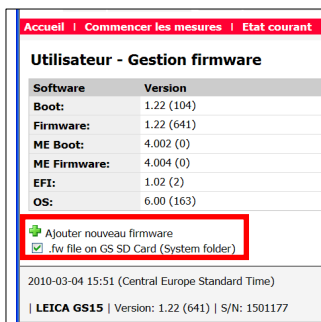 Accueil | Commencer les mesures | Etat courant
Utilisateur - Gestion firmware
Software Version
Boot: 1.22 (104)
Firmware: 1.22 (641)
ME Boot: 4.002 (0)
ME Firmware: 4.004 (0)
EFI: 1.02 (2)
OS: 6.00 (163)
Ajouter nouveau firmware
.fw file on GS SD Card (System folder)
2010-03-04 15:51 (Central Europe Standard Time)
| LEICA GS15 | Version: 1.22 (641) | S/N: 1501177